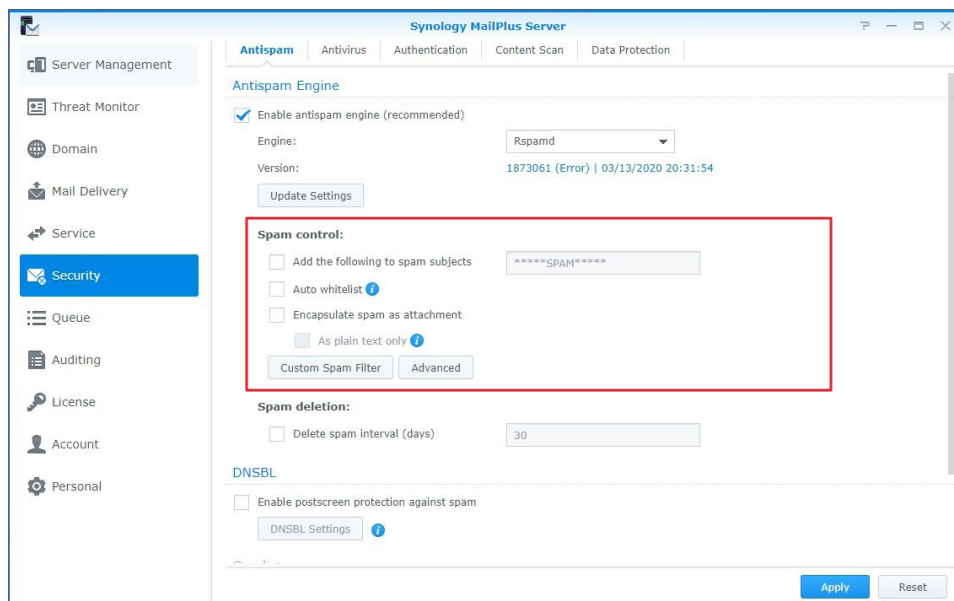 Synology MailPlus Server
Server Management
Threat Monitor
Domain
Mail Delivery
Service
Security
Queue
Auditing
License
Account
Personal
Antispam Antivirus Authentication Content Scan Data Protection
Antispam Engine
Enable antispam engine (recommended)
Engine: Rspamd
Version: 1873061 (Error) | 03/13/2020 20:31:54
Update Settings
Spam control:
Add the following to spam subjects *****SPAM*****
Auto whitelist
Encapsulate spam as attachment
As plain text only
Custom Spam Filter Advanced
Spam deletion:
Delete spam interval (days) 30
DNSBL
Enable postscreen protection against spam
DNSBL Settings
Apply Reset